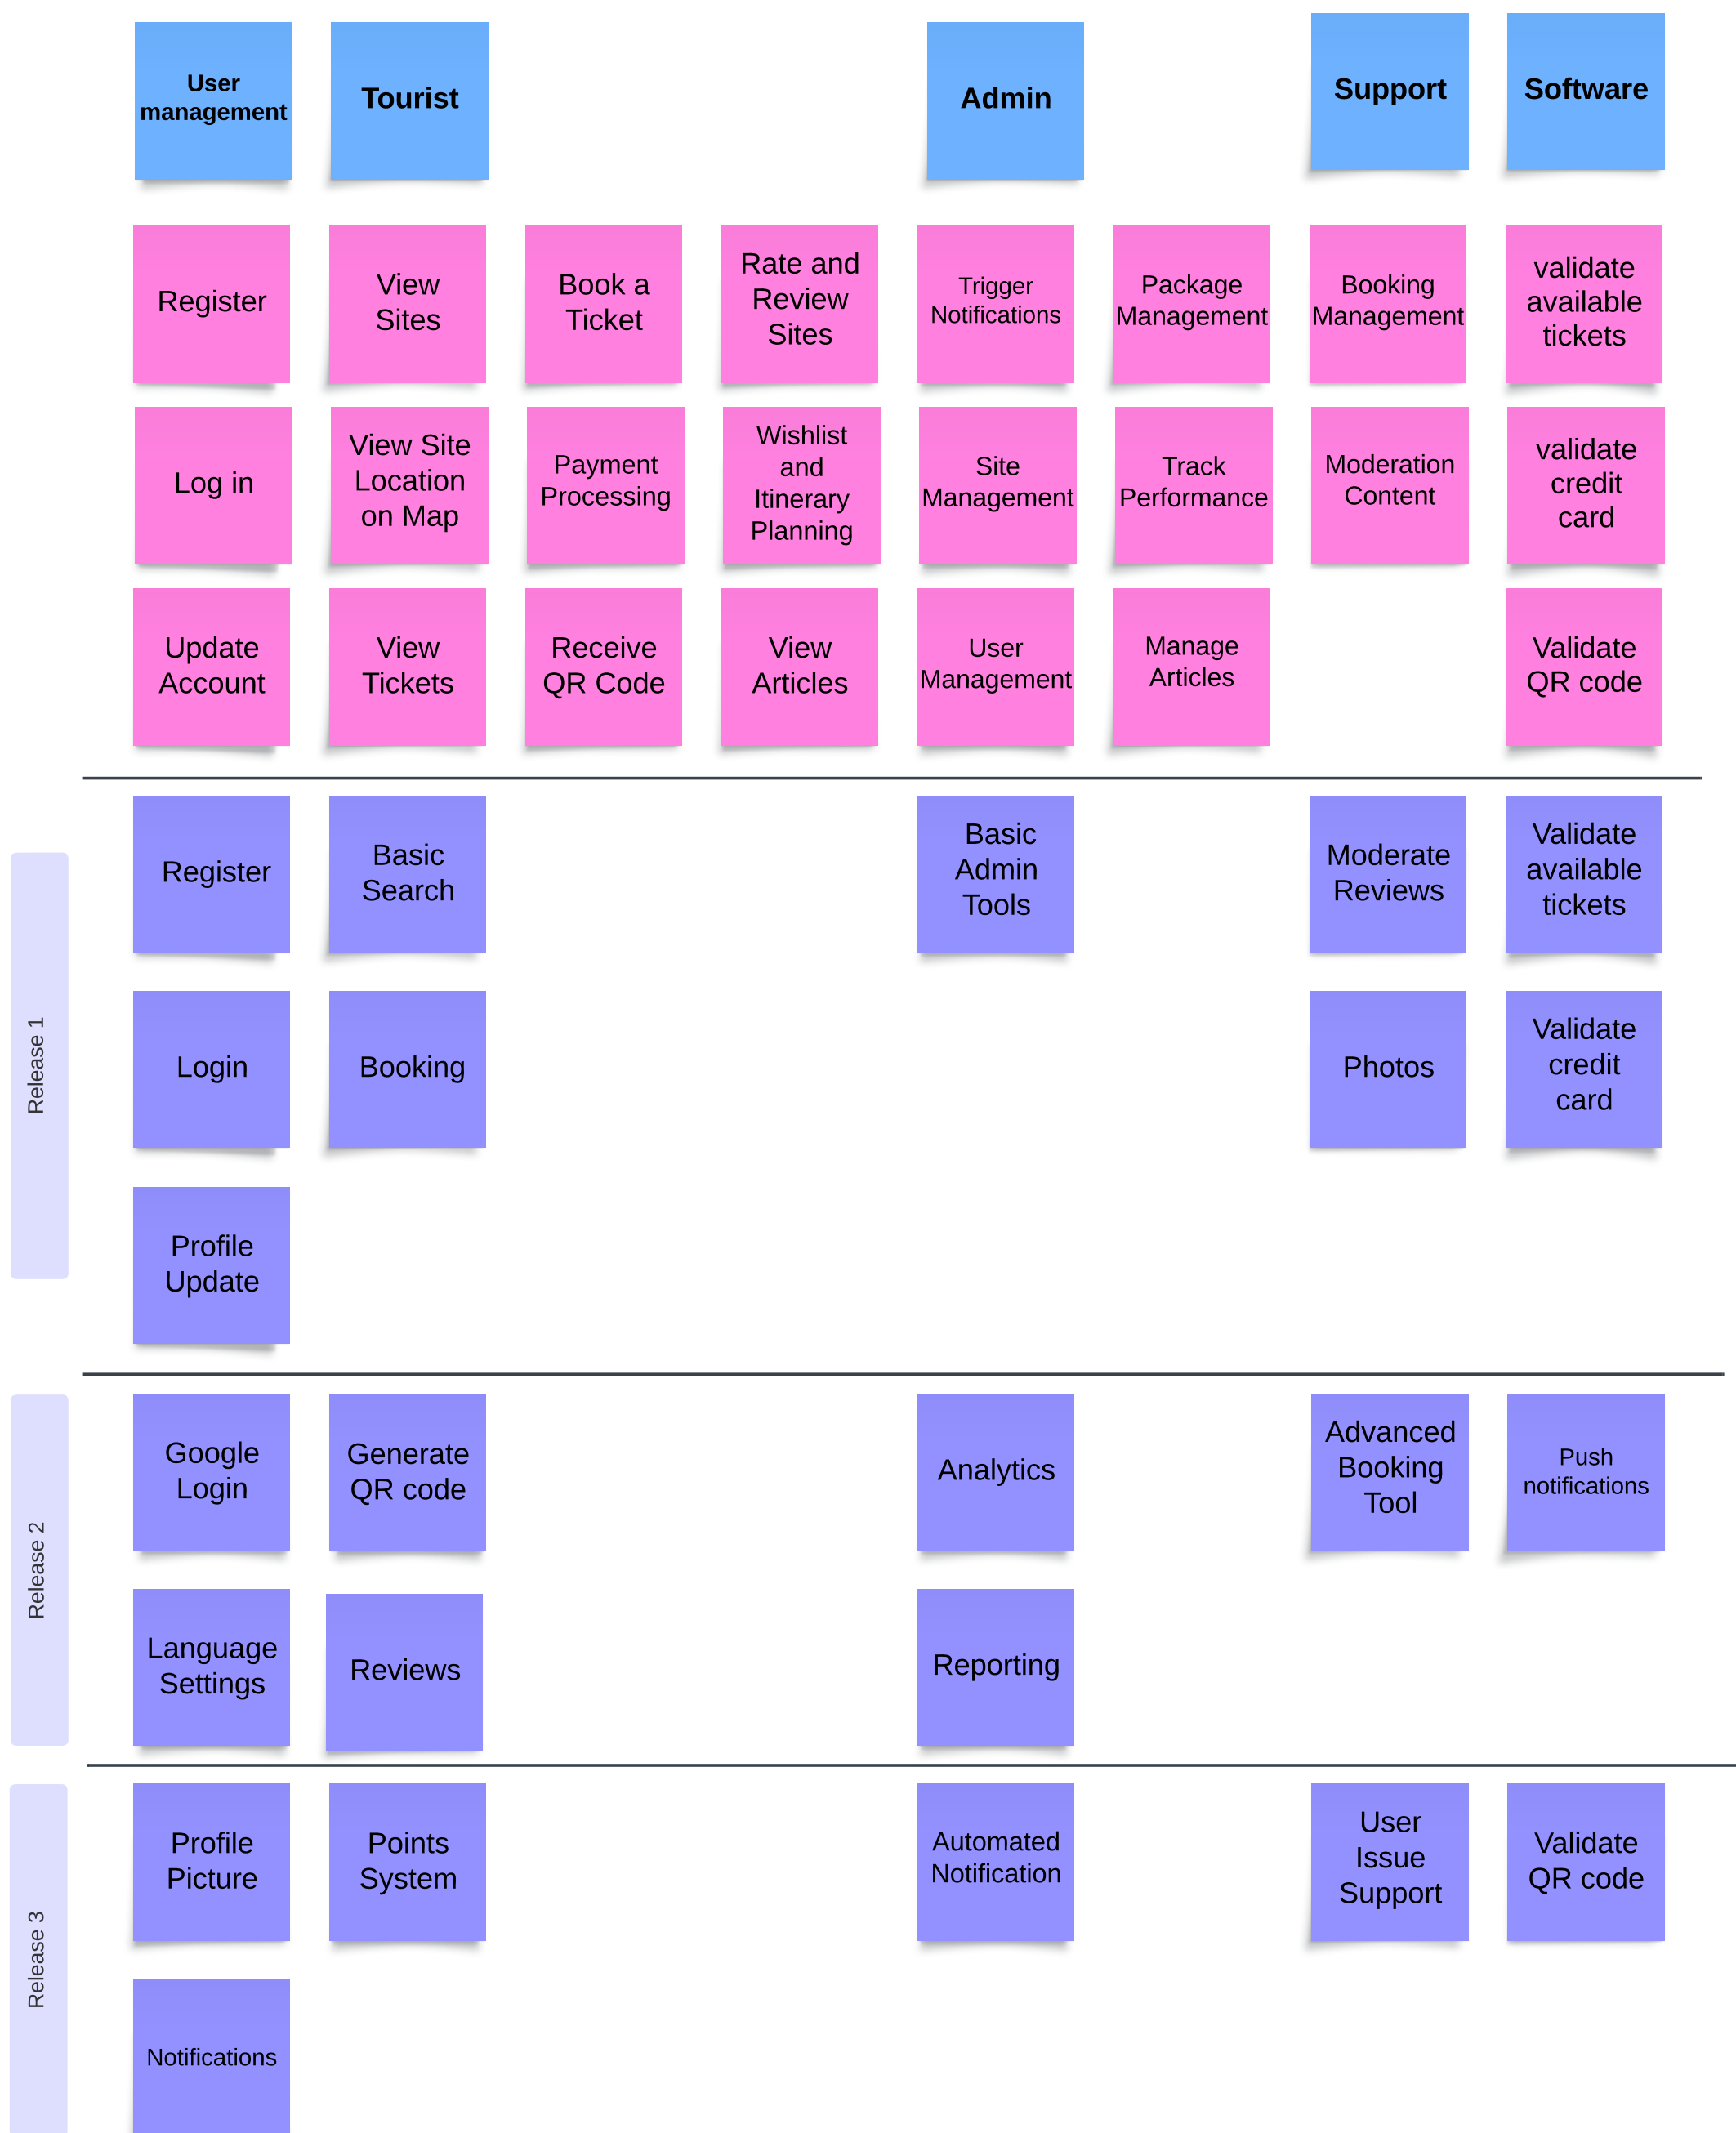 User
management
Tourist
Admin
Support
Software
Register
View
Sites
Book a
Ticket
Rate and
Review
Sites
Trigger
Notifications
Package
Management
Booking
Management
validate
available
tickets
Log in
View Site
Location
on Map
Payment
Processing
Wishlist
and
Itinerary
Planning
Site
Management
Track
Performance
Moderation
Content
validate
credit
card
Update
Account
View
Tickets
Receive
QR Code
View
Articles
User
Management
Manage
Articles
Validate
QR code
Release 1
Register
Basic
Search
Basic
Admin
Tools
Moderate
Reviews
Validate
available
tickets
Login
Booking
Photos
Validate
credit
card
Profile
Update
Release 2
Google
Login
Generate
QR code
Analytics
Advanced
Booking
Tool
Push
notifications
Language
Settings
Reviews
Reporting
Release 3
Profile
Picture
Points
System
Automated
Notification
User
Issue
Support
Validate
QR code
Notifications